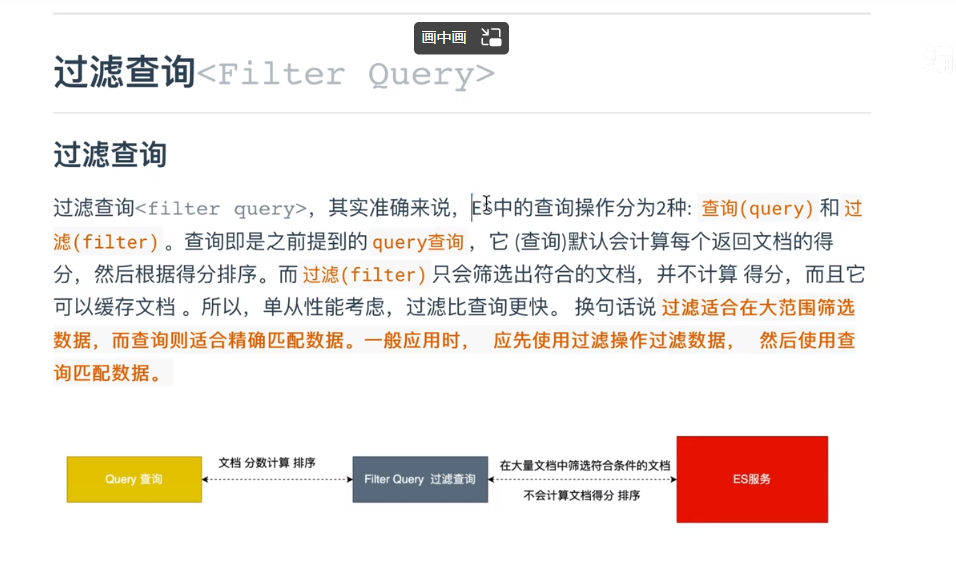 画中画
过滤查询<Filter Query>
过滤查询
过滤查询<filter query>，其实准确来说，ES中的查询操作分为2种: 查询(query) 和 过
滤(filter) 。查询即是之前提到的 query查询 ，它 (查询)默认会计算每个返回文档的得
分，然后根据得分排序。而 过滤(filter) 只会筛选出符合的文档，并不计算 得分，而且它
可以缓存文档 。所以，单从性能考虑，过滤比查询更快。 换句话说 过滤适合在大范围筛选
数据，而查询则适合精确匹配数据。一般应用时， 应先使用过滤操作过滤数据， 然后使用查
询匹配数据。
Query 查询
文档 分数计算 排序
Filter Query 过滤查询
在大量文档中筛选符合条件的文档
不会计算文档得分 排序
ES服务